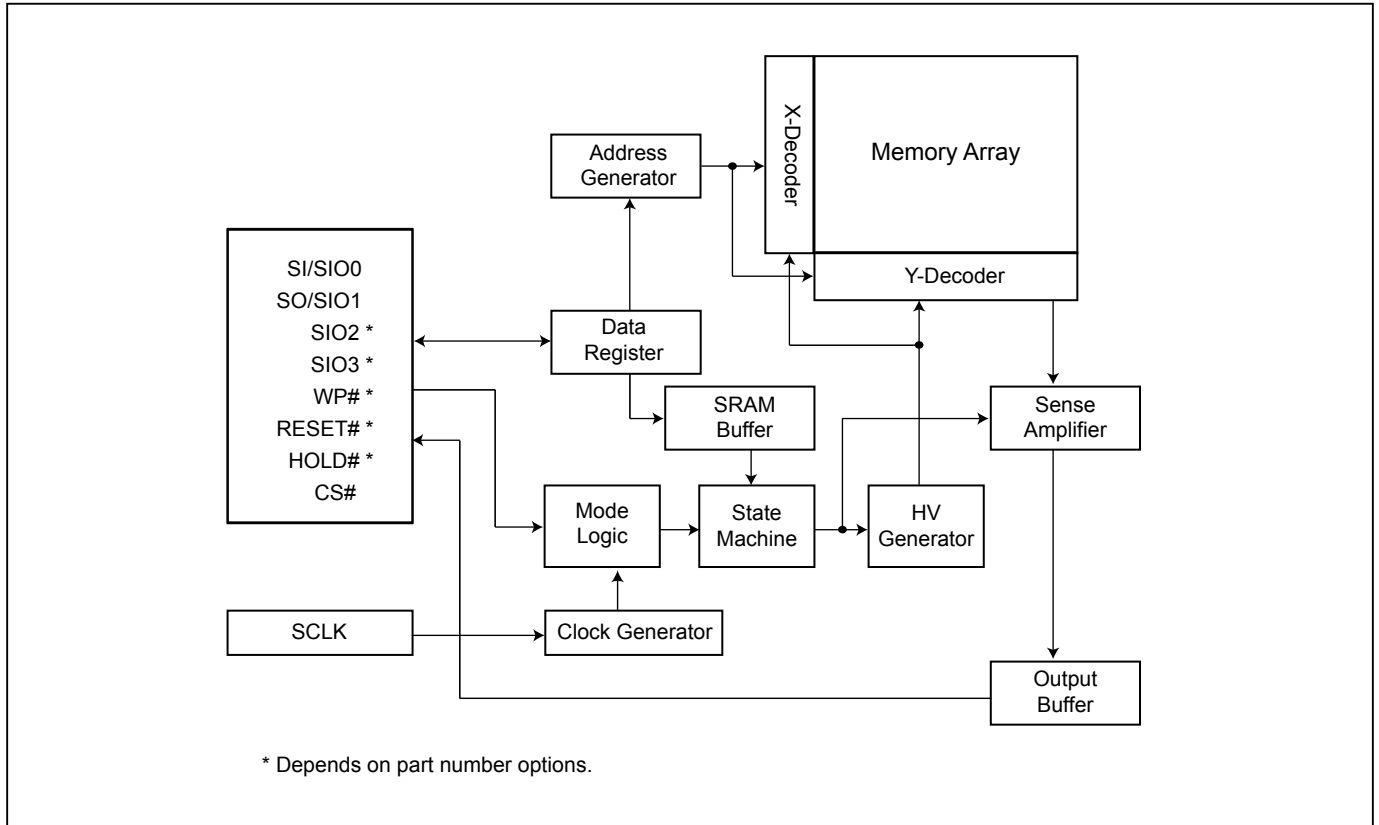 X-Decoder
Memory Array
Address
Generator
Y-Decoder
SI/SIO0
SO/SIO1
SIO2 *
SIO3 *
WP# *
RESET# *
HOLD# *
CS#
Data
Register
SRAM
Buffer
Sense
Amplifier
Mode
Logic
State
Machine
HV
Generator
SCLK
Clock Generator
Output
Buffer
* Depends on part number options.